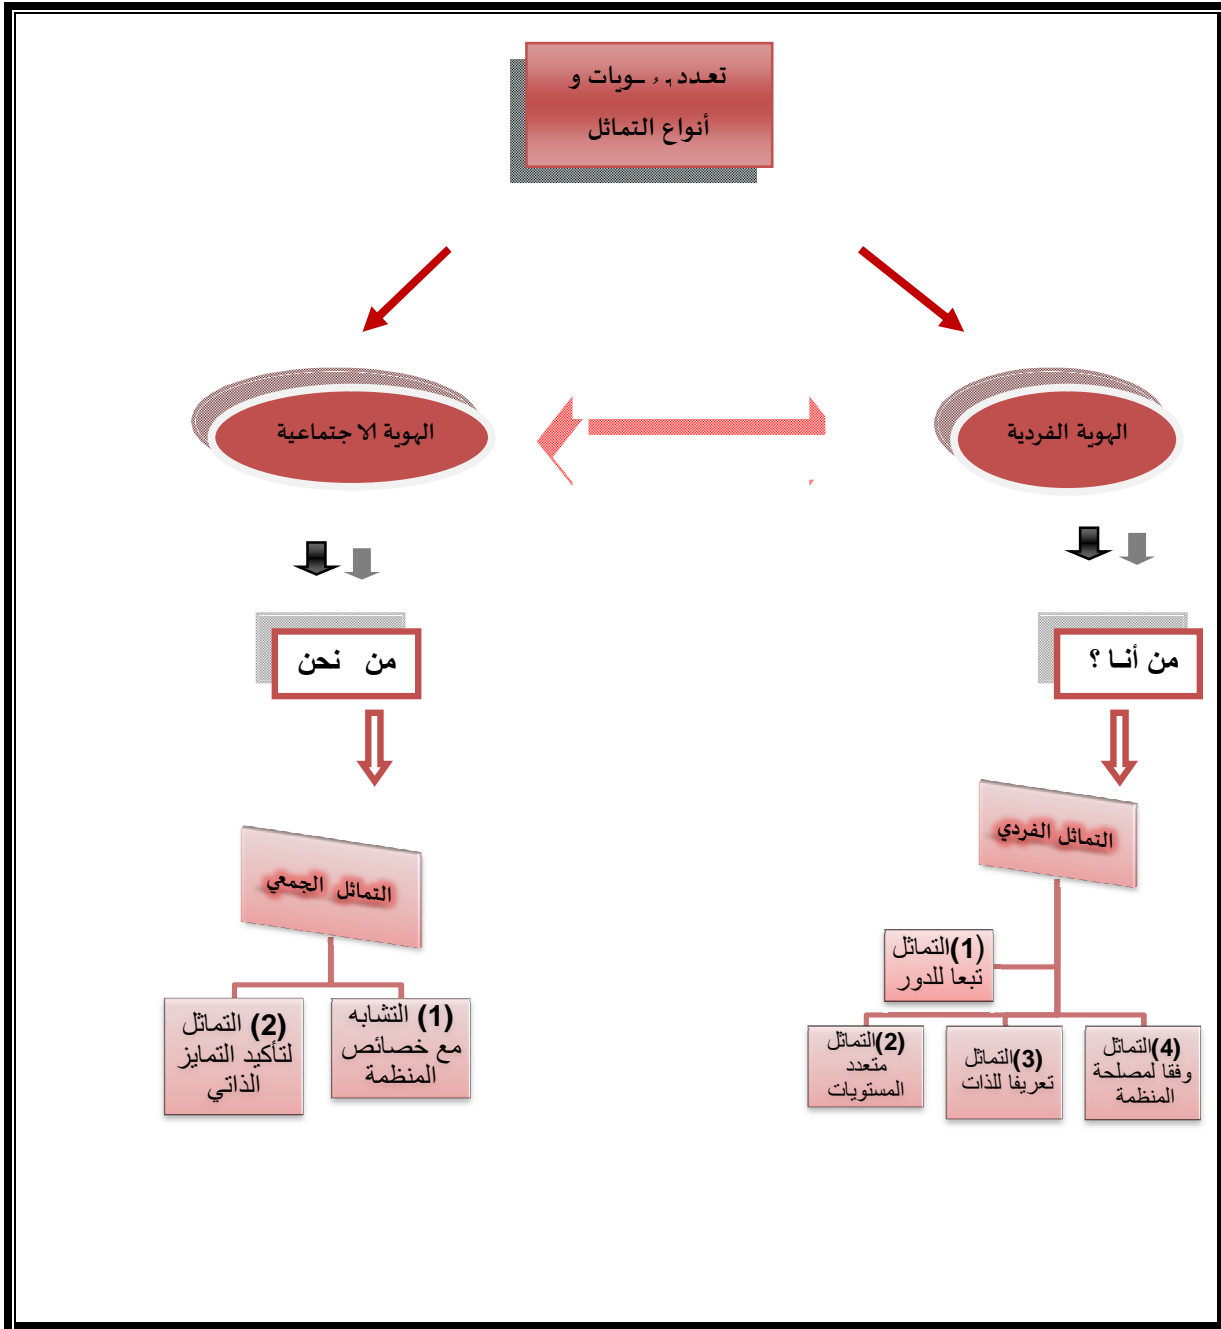 تعدد و
أنواع التماثل
الهوية الفردية
الهوية الاجتماعية
من أنـا ؟
من نحن
التماثل الفردي
التماثل الجمعي
(1)التماثل
تبعا للدور
(2)التماثل
متعدد
المستويات
(3)التماثل
تعريفا للذات
(4)التماثل
وفقا لمصلحة
المنظمة
(1) التشابه
مع خصائص
المنظمة
(2) التماثل
لتأكيد التمايز
الذاتي